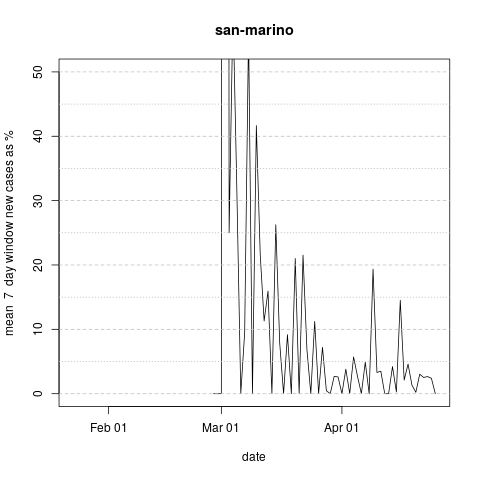 san-marino
mean 7 day window new cases as %
50
40
30
20
10
0
Feb 01
Mar 01
Apr 01
date